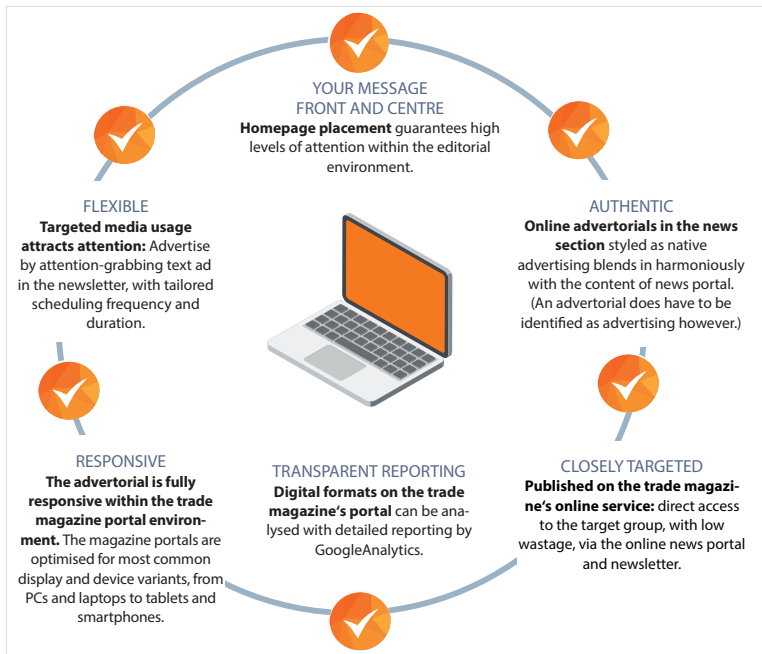 YOUR MESSAGE
FRONT AND CENTRE
Homepage placement guarantees high
levels of attention within the editorial
environment.
FLEXIBLE
Targeted media usage
attracts attention: Advertise
by attention-grabbing text ad
in the newsletter, with tailored
scheduling frequency and
duration.
AUTHENTIC
Online advertorials in the news
section styled as native
advertising blends in harmoniously
with the content of news portal.
(An advertorial does have to be
identified as advertising however.)
RESPONSIVE
The advertorial is fully
responsive within the trade
magazine portal environ-
ment. The magazine portals are
optimised for most common
display and device variants, from
PCs and laptops to tablets and
smartphones.
TRANSPARENT REPORTING
Digital formats on the trade
magazine‘s portal can be ana-
lysed with detailed reporting by
GoogleAnalytics.
CLOSELY TARGETED
Published on the trade magazi-
ne‘s online service: direct access
to the target group, with low
wastage, via the online news portal
and newsletter.